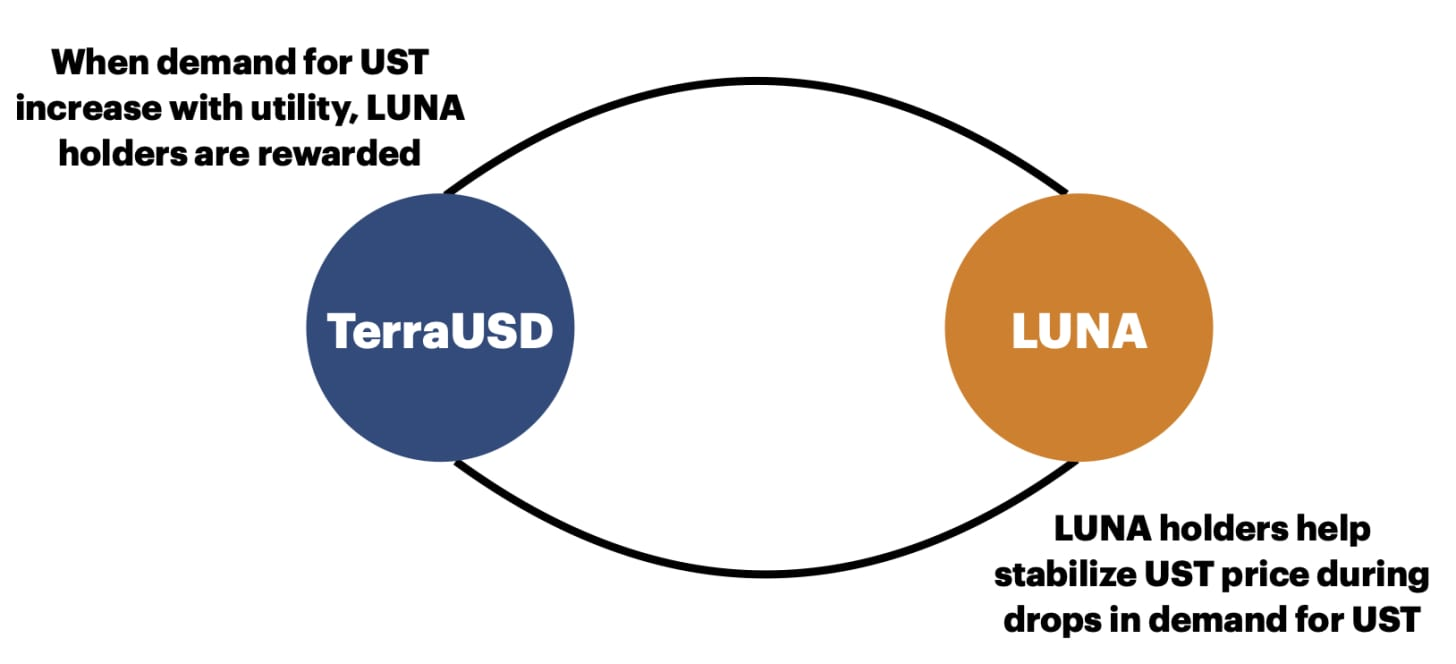 When demand for UST
increase with utility, LUNA
holders are rewarded
TerraUSD
LUNA
LUNA holders help
stabilize UST price during
drops in demand for UST